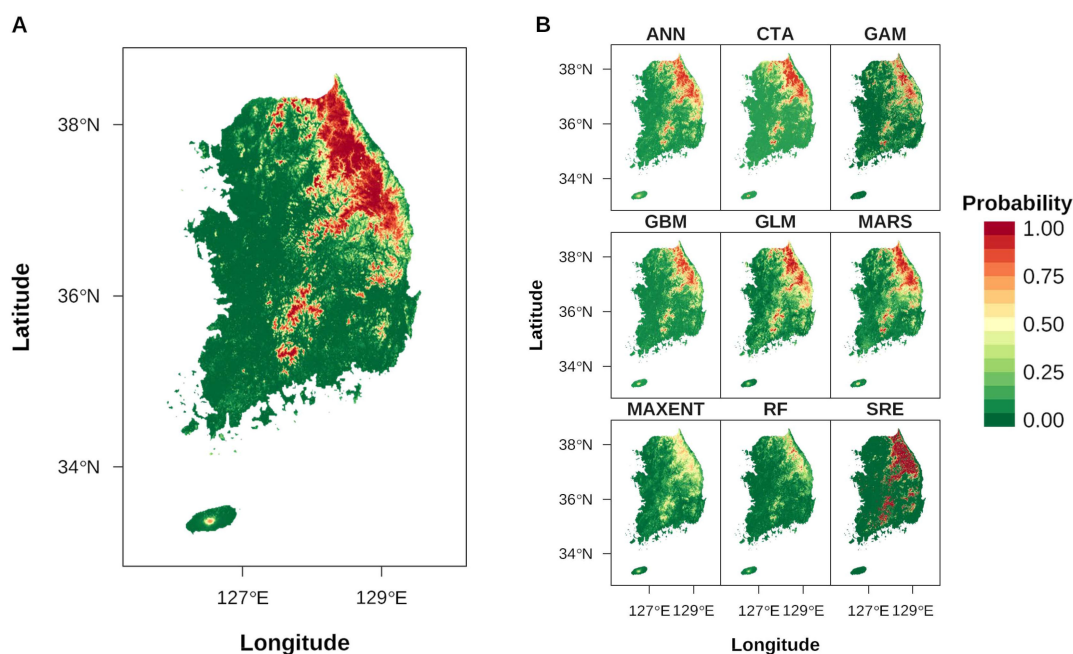 A
38°N
36°N
34°N
Latitude
127°E 129°E
Longitude
B
ANN CTA GAM
38°N
36°N
34°N
GBM GLM MARS
38°N
36°N
34°N
Latitude
MAXENT RF SRE
38°N
36°N
34°N
127°E 129°E 127°E 129°E 127°E 129°E
Longitude
Probability
1.00
0.75
0.50
0.25
0.00